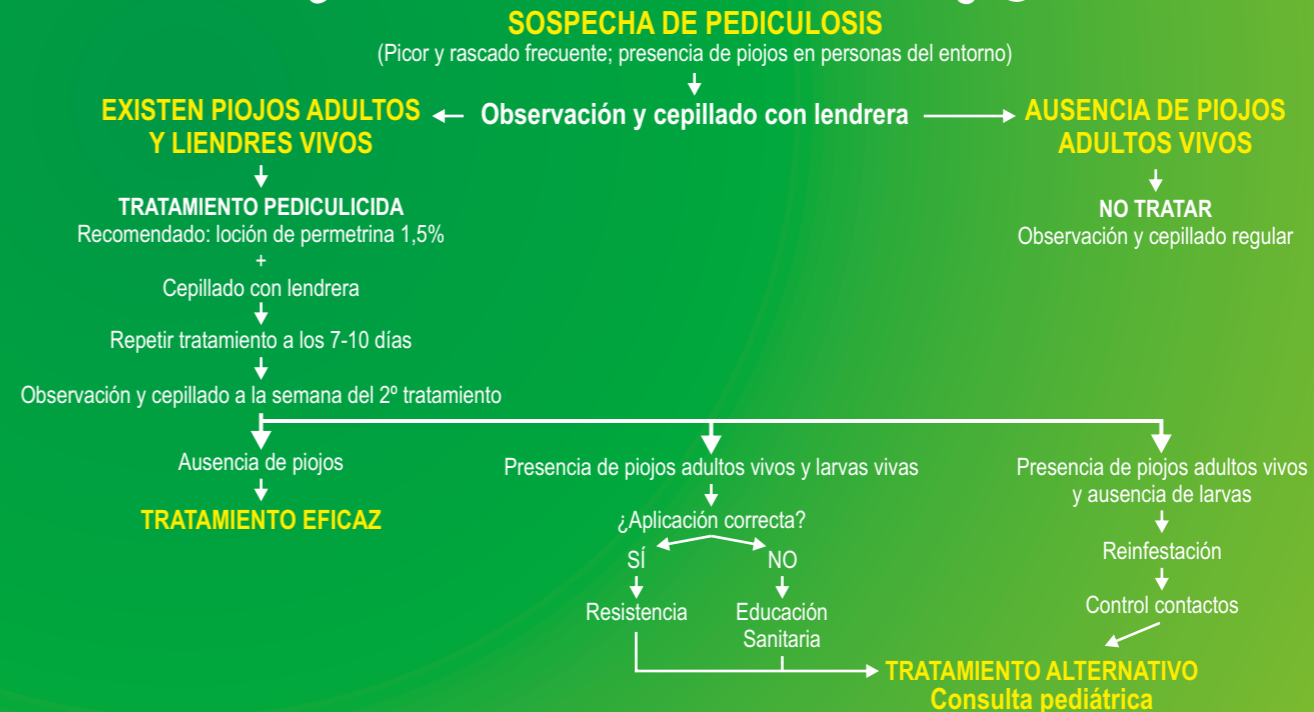 SOSPECHA DE PEDICULOSIS
(Picor y rascado frecuente; presencia de piojos en personas del entorno)
Observación y cepillado con lendrera
EXISTEN PIOJOS ADULTOS
Y LIENDRES VIVOS
TRATAMIENTO PEDICULICIDA
Recomendado: loción de permetrina 1,5%
+
Cepillado con lendrera
Repetir tratamiento a los 7-10 días
Observación y cepillado a la semana del 2º tratamiento
AUSENCIA DE PIOJOS
ADULTOS VIVOS
NO TRATAR
Observación y cepillado regular
Ausencia de piojos
TRATAMIENTO EFICAZ
Presencia de piojos adultos vivos y larvas vivas
¿Aplicación correcta?
SÍ
NO
Resistencia
Educación
Sanitaria
Presencia de piojos adultos vivos
y ausencia de larvas
Reinfestación
Control contactos
TRATAMIENTO ALTERNATIVO
Consulta pediátrica